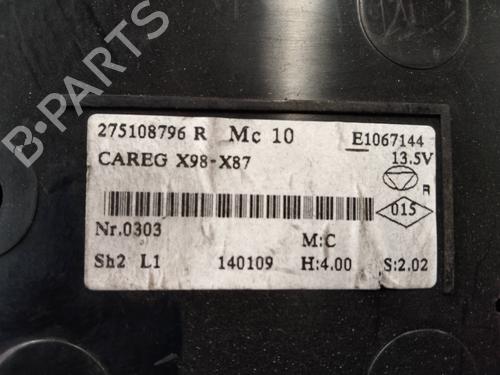 275108796 R Mc 10 E1067144
CAREG X98-X87 13.5V
R
015
Nr.0303
M:C
Sh2 L1 140109 H:4.00 S:2.02
B-PARTS